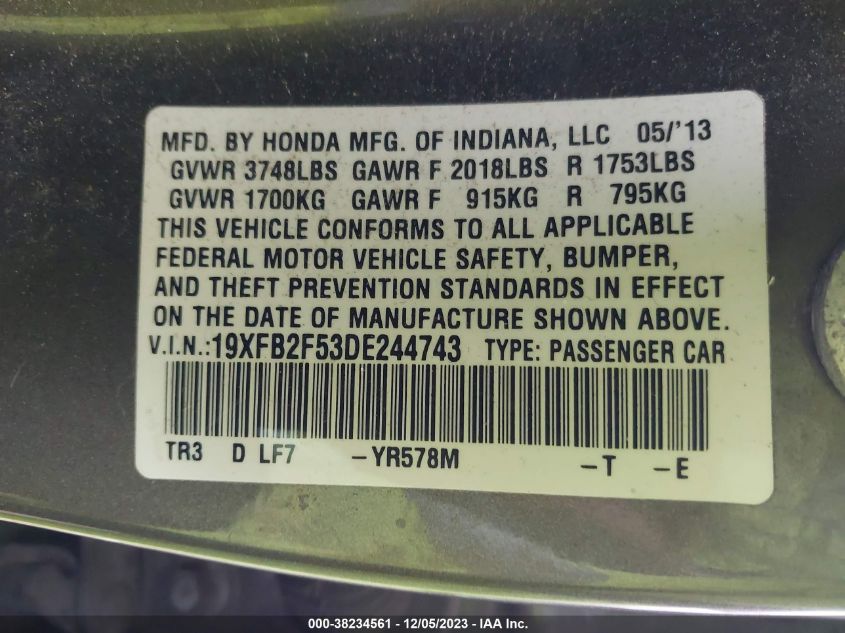 MFD. BY HONDA MFG. OF INDIANA, LLC 05/'13
GVWR 3748LBS GAWR F 2018LBS R 1753LBS
GVWR 1700KG GAWR F 915KG R 795KG
THIS VEHICLE CONFORMS TO ALL APPLICABLE
FEDERAL MOTOR VEHICLE SAFETY, BUMPER,
AND THEFT PREVENTION STANDARDS IN EFFECT
ON THE DATE OF MANUFACTURE SHOWN ABOVE.
V.I.N.:19XFB2F53DE244743 TYPE: PASSENGER CAR
TR3 D LF7 -YR578M -T -E
000-38234561 - 12/05/2023 - IAAI.COM.